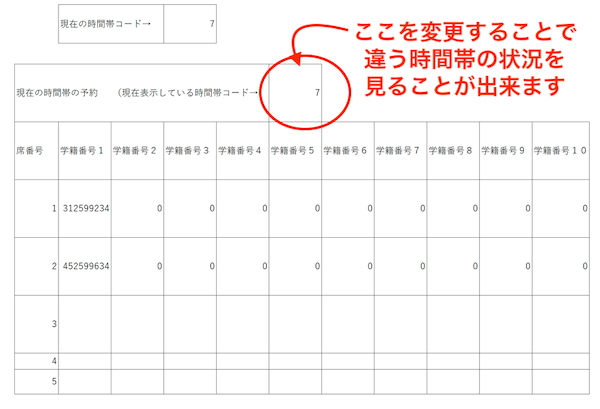 現在の時間帯コード→ 7
ここを変更することで
違う時間帯の状況を
見ることが出来ます
現在の時間帯の予約 （現在表示している時間帯コード→ 7
席番号 学籍番号１ 学籍番号２ 学籍番号３ 学籍番号４ 学籍番号５ 学籍番号６ 学籍番号７ 学籍番号８ 学籍番号９ 学籍番号１０
1 312599234 0 0 0 0 0 0 0 0 0
2 452599634 0 0 0 0 0 0 0 0 0
3
4
5